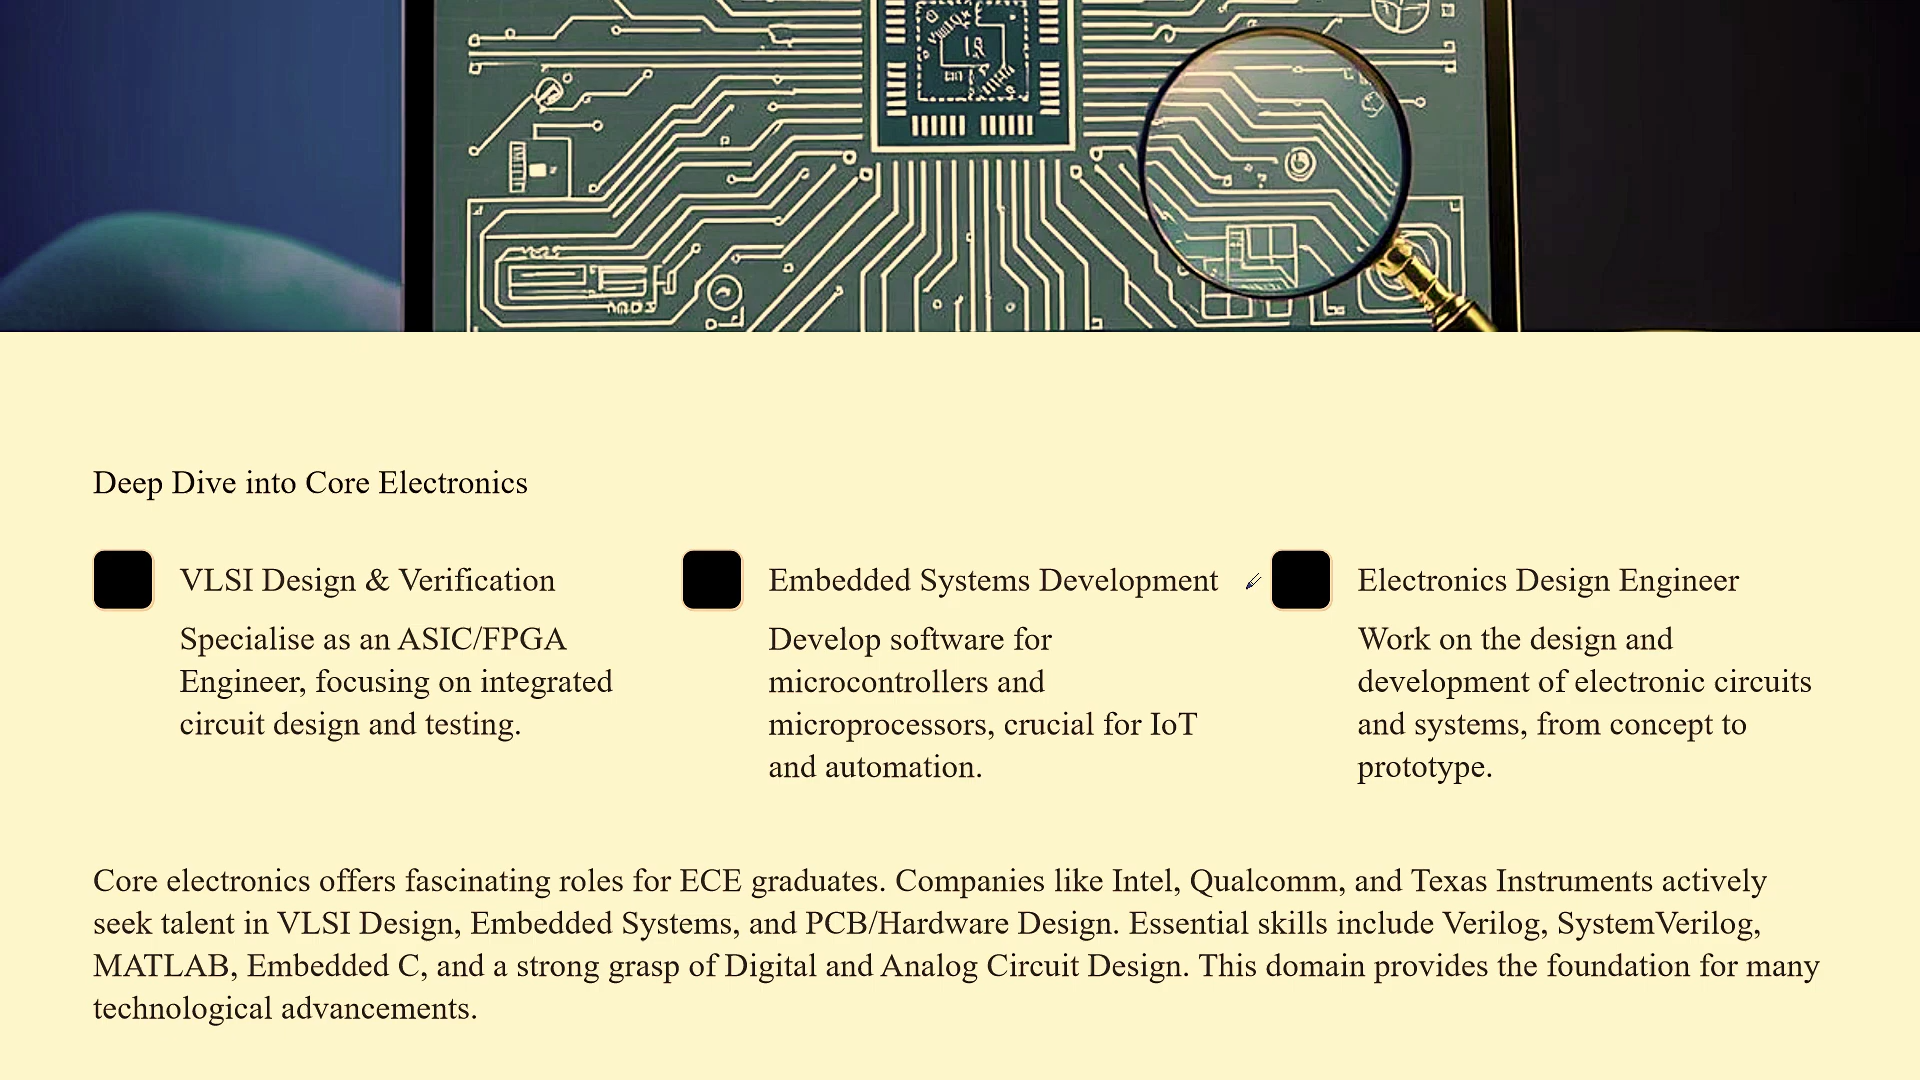 Deep Dive into Core Electronics
VLSI Design & Verification
Specialise as an ASIC/FPGA
Engineer, focusing on integrated
circuit design and testing.
Embedded Systems Development
Develop software for
microcontrollers and
microprocessors, crucial for IoT
and automation.
Electronics Design Engineer
Work on the design and
development of electronic circuits
and systems, from concept to
prototype.
Core electronics offers fascinating roles for ECE graduates. Companies like Intel, Qualcomm, and Texas Instruments actively
seek talent in VLSI Design, Embedded Systems, and PCB/Hardware Design. Essential skills include Verilog, SystemVerilog,
MATLAB, Embedded C, and a strong grasp of Digital and Analog Circuit Design. This domain provides the foundation for many
technological advancements.